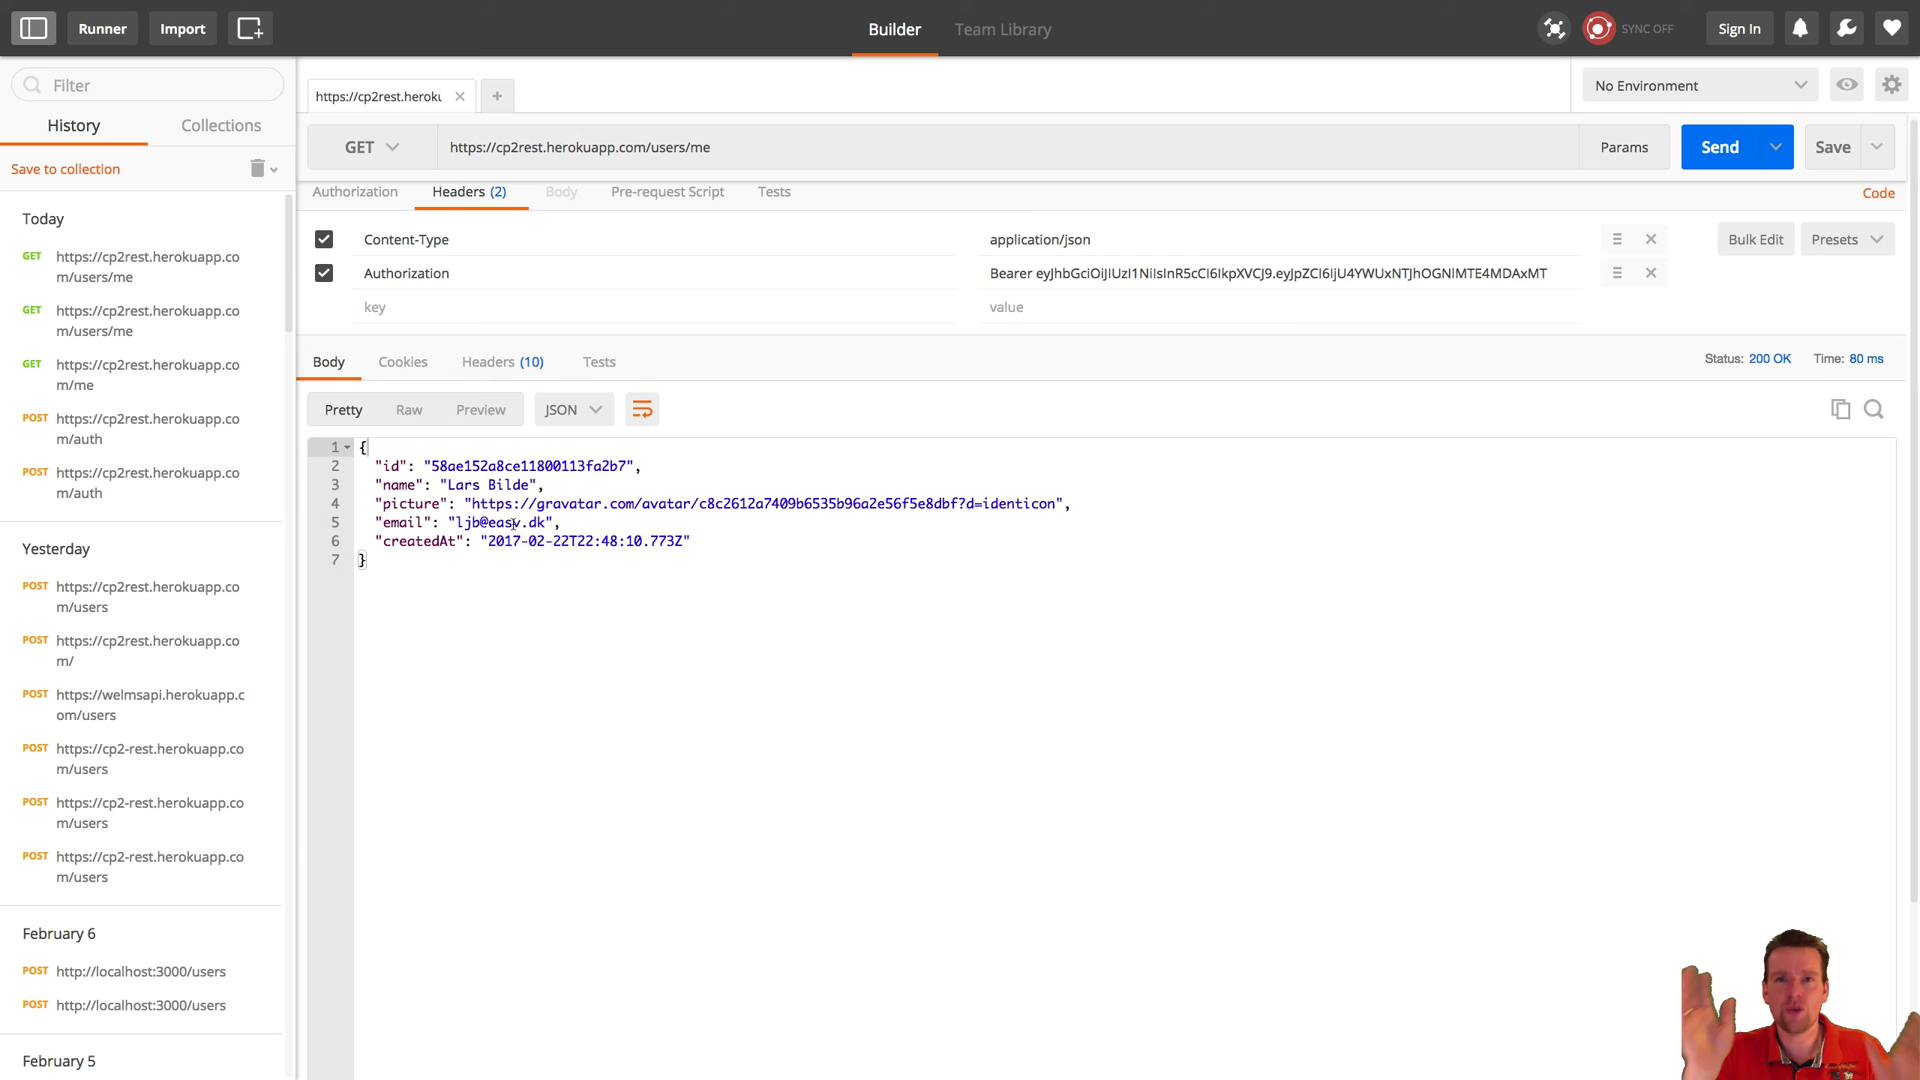 Runner
Import
Builder
Team Library
SYNC OFF
Sign In
Filter
History
Collections
Save to collection
Today
GET https://cp2rest.herokuapp.co
m/users/me
GET https://cp2rest.herokuapp.co
m/users/me
GET https://cp2rest.herokuapp.co
m/me
POST https://cp2rest.herokuapp.co
m/auth
POST https://cp2rest.herokuapp.co
m/auth
Yesterday
POST https://cp2rest.herokuapp.co
m/users
POST https://cp2rest.herokuapp.co
m/
POST https://welmsapi.herokuapp.c
om/users
POST https://cp2-rest.herokuapp.co
m/users
POST https://cp2-rest.herokuapp.co
m/users
POST https://cp2-rest.herokuapp.co
m/users
February 6
POST http://localhost:3000/users
POST http://localhost:3000/users
February 5
https://cp2rest.heroku
No Environment
GET https://cp2rest.herokuapp.com/users/me
Params
Send
Save
Authorization
Headers (2)
Body
Pre-request Script
Tests
Code
Content-Type application/json
Bulk Edit
Presets
Authorization Bearer eyJhbGciOiJIUzI1NiIsInR5cCI6IkpXVCJ9.eyJpZCI6IjU4YWUxNTJhOGNlMTE4MDAxMT
key value
Body
Cookies
Headers (10)
Tests
Status: 200 OK
Time: 80 ms
Pretty
Raw
Preview
JSON
1 {
2 "id": "58ae152a8ce11800113fa2b7",
3 "name": "Lars Bilde",
4 "picture": "https://gravatar.com/avatar/c8c2612a7409b6535b96a2e56f5e8dbf?d=identicon",
5 "email": "ljb@easv.dk",
6 "createdAt": "2017-02-22T22:48:10.773Z"
7 }